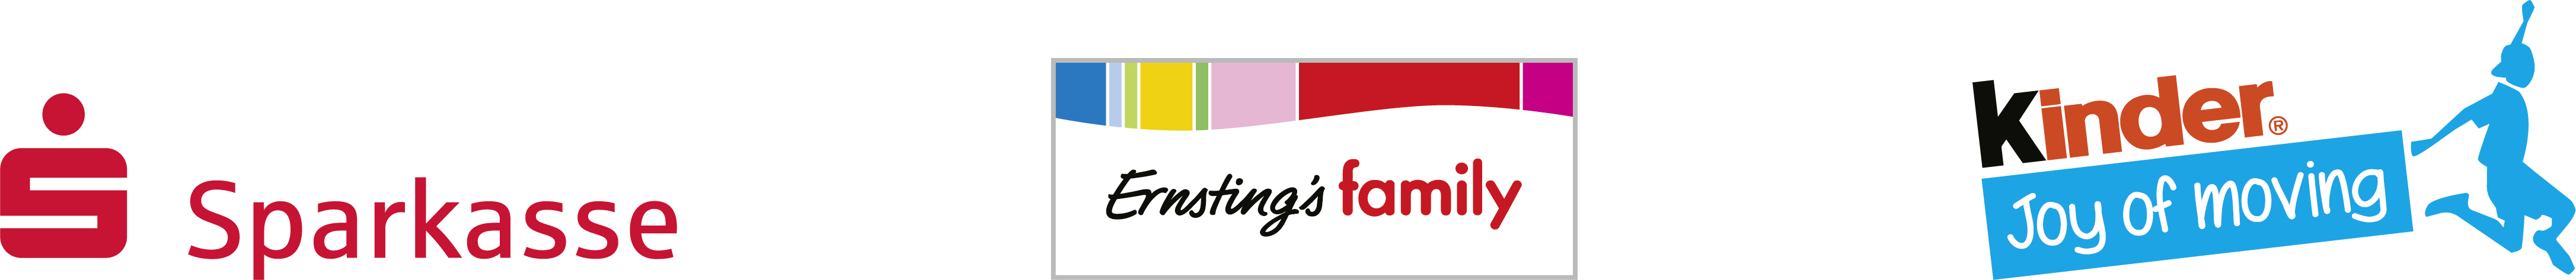 Sparkasse
Ernsting's family
kinder®
Joy of moving